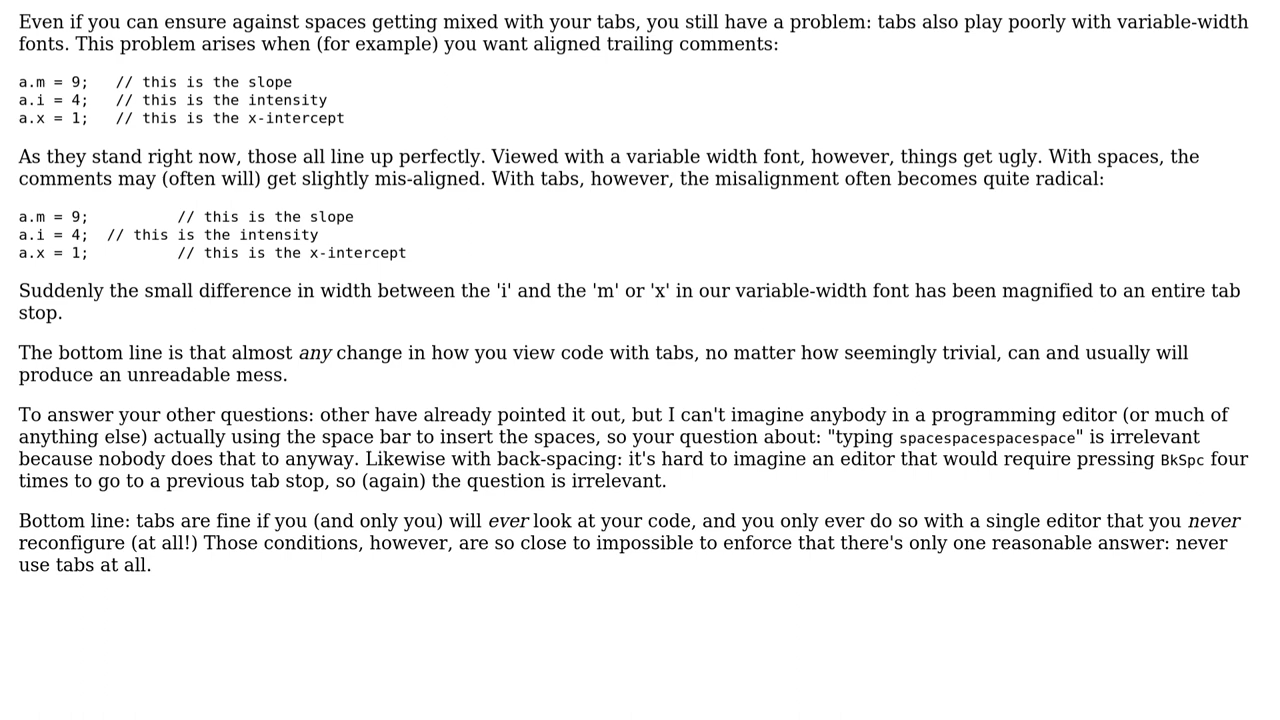 Even if you can ensure against spaces getting mixed with your tabs, you still have a problem: tabs also play poorly with variable-width
fonts. This problem arises when (for example) you want aligned trailing comments:
a.m = 9;   // this is the slope
a.i = 4;   // this is the intensity
a.x = 1;   // this is the x-intercept
As they stand right now, those all line up perfectly. Viewed with a variable width font, however, things get ugly. With spaces, the
comments may (often will) get slightly mis-aligned. With tabs, however, the misalignment often becomes quite radical:
a.m = 9;          // this is the slope
a.i = 4;  // this is the intensity
a.x = 1;          // this is the x-intercept
Suddenly the small difference in width between the 'i' and the 'm' or 'x' in our variable-width font has been magnified to an entire tab
stop.
The bottom line is that almost any change in how you view code with tabs, no matter how seemingly trivial, can and usually will
produce an unreadable mess.
To answer your other questions: other have already pointed it out, but I can't imagine anybody in a programming editor (or much of
anything else) actually using the space bar to insert the spaces, so your question about: "typing spacespacespacespace" is irrelevant
because nobody does that to anyway. Likewise with back-spacing: it's hard to imagine an editor that would require pressing BkSpc four
times to go to a previous tab stop, so (again) the question is irrelevant.
Bottom line: tabs are fine if you (and only you) will ever look at your code, and you only ever do so with a single editor that you never
reconfigure (at all!) Those conditions, however, are so close to impossible to enforce that there's only one reasonable answer: never
use tabs at all.